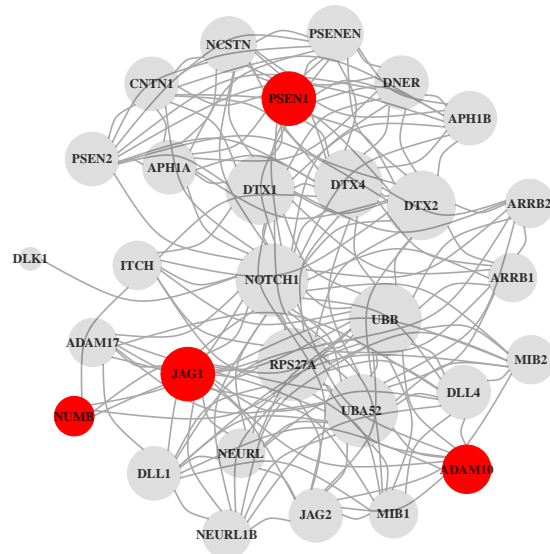 PSENEN
NCSTN
CNTN1
DNER
PSEN1
APH1B
PSEN2
APH1A
DTX1
DTX4
DTX2
ARRB2
DLK1
ITCH
NOTCH1
ARRB1
UBB
ADAM17
MIB2
RPS27A
JAG1
DLL4
NUMB
UBA52
NEURL
DLL1
ADAM10
JAG2
MIB1
NEURL1B